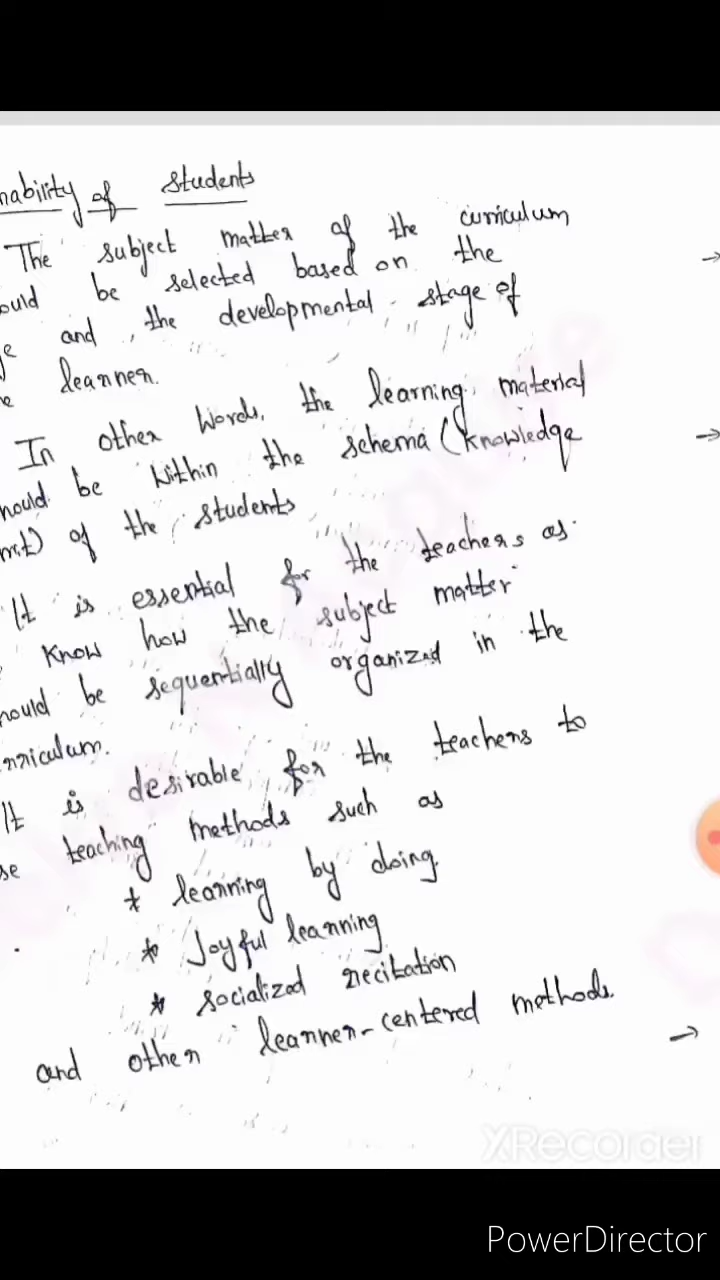 nability of students
The subject matter of the curriculum
ould be selected based on the
ge and the developmental stage of
e learner.
In other words, the learning material
hould be within the schema (knowledge
mit) of the students
It is essential for the teachers as
know how the subject matter
hould be sequentially organized in the
urriculum.
It is desirable for the teachers to
se teaching methods such as
* learning by doing.
* Joyful learning
* socialized recitation
and other learner-centered methods.
XRecorder
PowerDirector